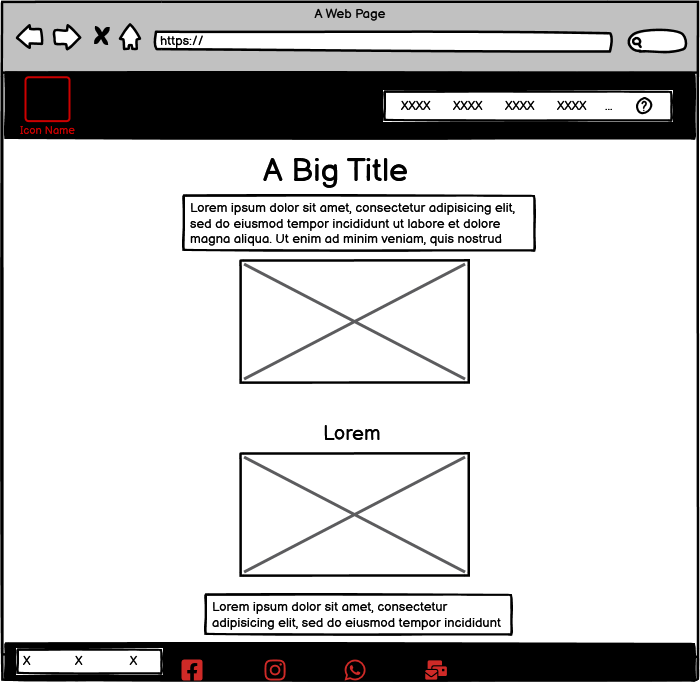 A Web Page
https://
Icon Name
XXXX XXXX XXXX XXXX ... ?
A Big Title
Lorem ipsum dolor sit amet, consectetur adipisicing elit,
sed do eiusmod tempor incididunt ut labore et dolore
magna aliqua. Ut enim ad minim veniam, quis nostrud
Lorem
Lorem ipsum dolor sit amet, consectetur
adipisicing elit, sed do eiusmod tempor incididunt
X X X